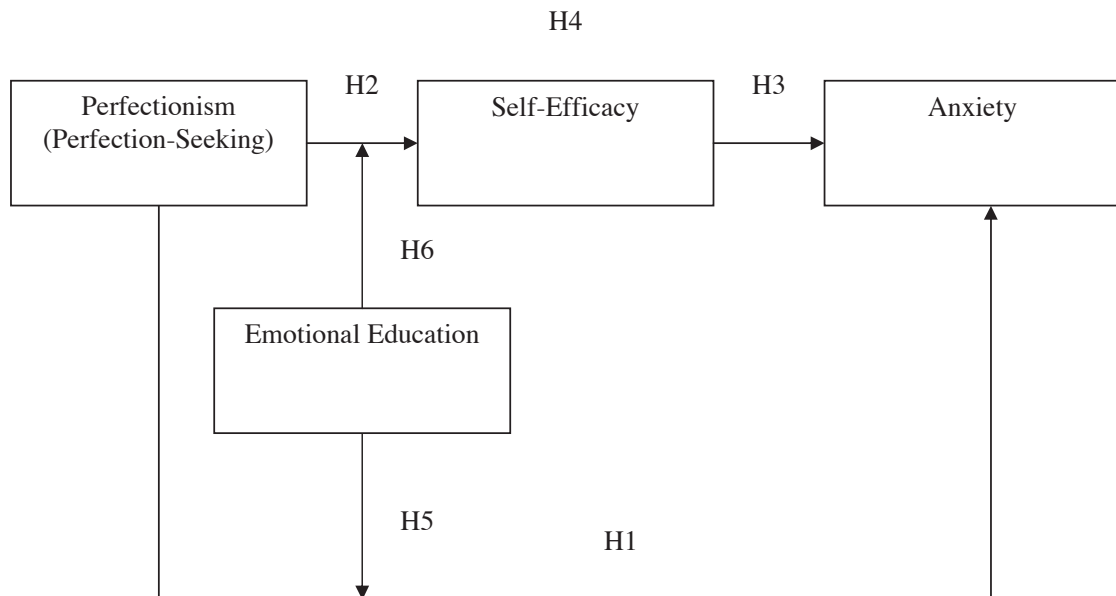 H4
H2
H3
Perfectionism
(Perfection-Seeking)
Self-Efficacy
Anxiety
H6
Emotional Education
H5
H1